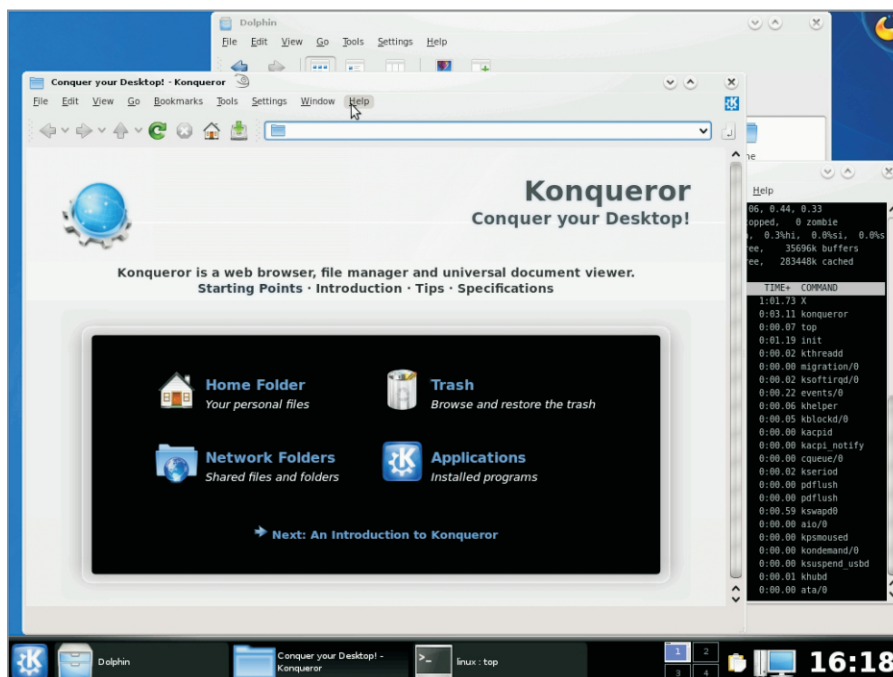 Dolphin
File Edit View Go Tools Settings Help
Conquer your Desktop! - Konqueror
File Edit View Go Bookmarks Tools Settings Window Help
Konqueror
Conquer your Desktop!
Konqueror is a web browser, file manager and universal document viewer.
Starting Points · Introduction · Tips · Specifications
Home Folder
Your personal files
Trash
Browse and restore the trash
Network Folders
Shared files and folders
Applications
Installed programs
Next: An Introduction to Konqueror
Help
06, 0.44, 0.33
opped, 0 zombie
, 0.3%hi, 0.0%si, 0.0%s
ee, 35696k buffers
ee, 283448k cached
TIME+ COMMAND
1:01.73 X
0:03.11 konqueror
0:00.07 top
0:01.19 init
0:00.02 kthreadd
0:00.00 migration/0
0:00.02 ksoftirqd/0
0:00.22 events/0
0:00.06 khelper
0:00.05 kblockd/0
0:00.00 kacpid
0:00.00 kacpi_notify
0:00.00 cqueue/0
0:00.02 kseriod
0:00.00 pdflush
0:00.00 pdflush
0:00.59 kswapd0
0:00.00 aio/0
0:00.00 kpsmoused
0:00.00 kondemand/0
0:00.00 ksuspend_usbd
0:00.01 khubd
0:00.00 ata/0
Dolphin
Conquer your Desktop! -
Konqueror
linux : top
1 2
3 4
16:18